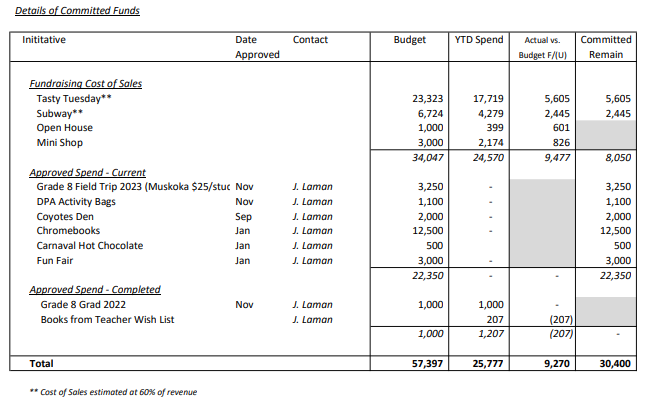 Details of Committed Funds
Inititative Date Contact Budget YTD Spend Actual vs. Committed
Approved Budget F/(U) Remain
Fundraising Cost of Sales
Tasty Tuesday** 23,323 17,719 5,605 5,605
Subway** 6,724 4,279 2,445 2,445
Open House 1,000 399 601
Mini Shop 3,000 2,174 826
34,047 24,570 9,477 8,050
Approved Spend - Current
Grade 8 Field Trip 2023 (Muskoka $25/stuc Nov J. Laman 3,250 - 3,250
DPA Activity Bags Nov J. Laman 1,100 - 1,100
Coyotes Den Sep J. Laman 2,000 - 2,000
Chromebooks Jan J. Laman 12,500 - 12,500
Carnaval Hot Chocolate Jan J. Laman 500 - 500
Fun Fair Jan J. Laman 3,000 - 3,000
22,350 - - 22,350
Approved Spend - Completed
Grade 8 Grad 2022 Nov J. Laman 1,000 1,000 -
Books from Teacher Wish List J. Laman 207 (207)
1,000 1,207 (207) -
Total 57,397 25,777 9,270 30,400
** Cost of Sales estimated at 60% of revenue